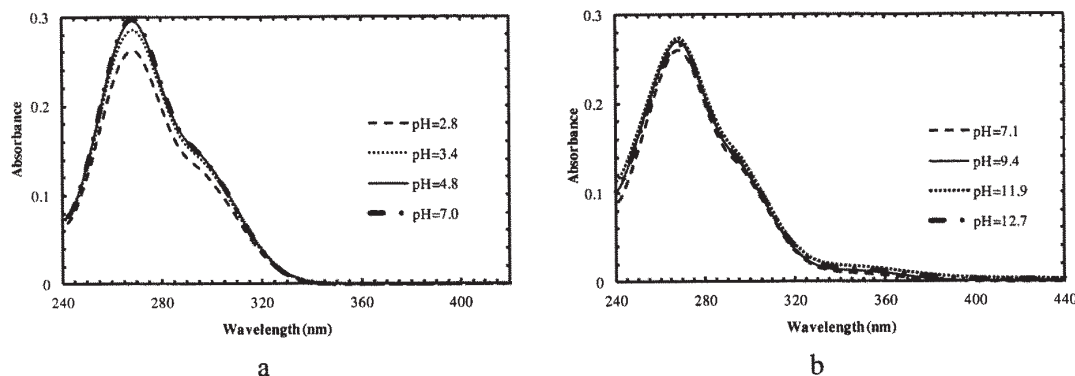 0.3
0.2
0.1
0
Absorbance
pH=2.8
pH=3.4
pH=4.8
pH=7.0
240
280
320
360
400
Wavelength (nm)
a
0.3
0.2
0.1
0
Absorbance
pH=7.1
pH=9.4
pH=11.9
pH=12.7
240
280
320
360
400
440
Wavelength (nm)
b